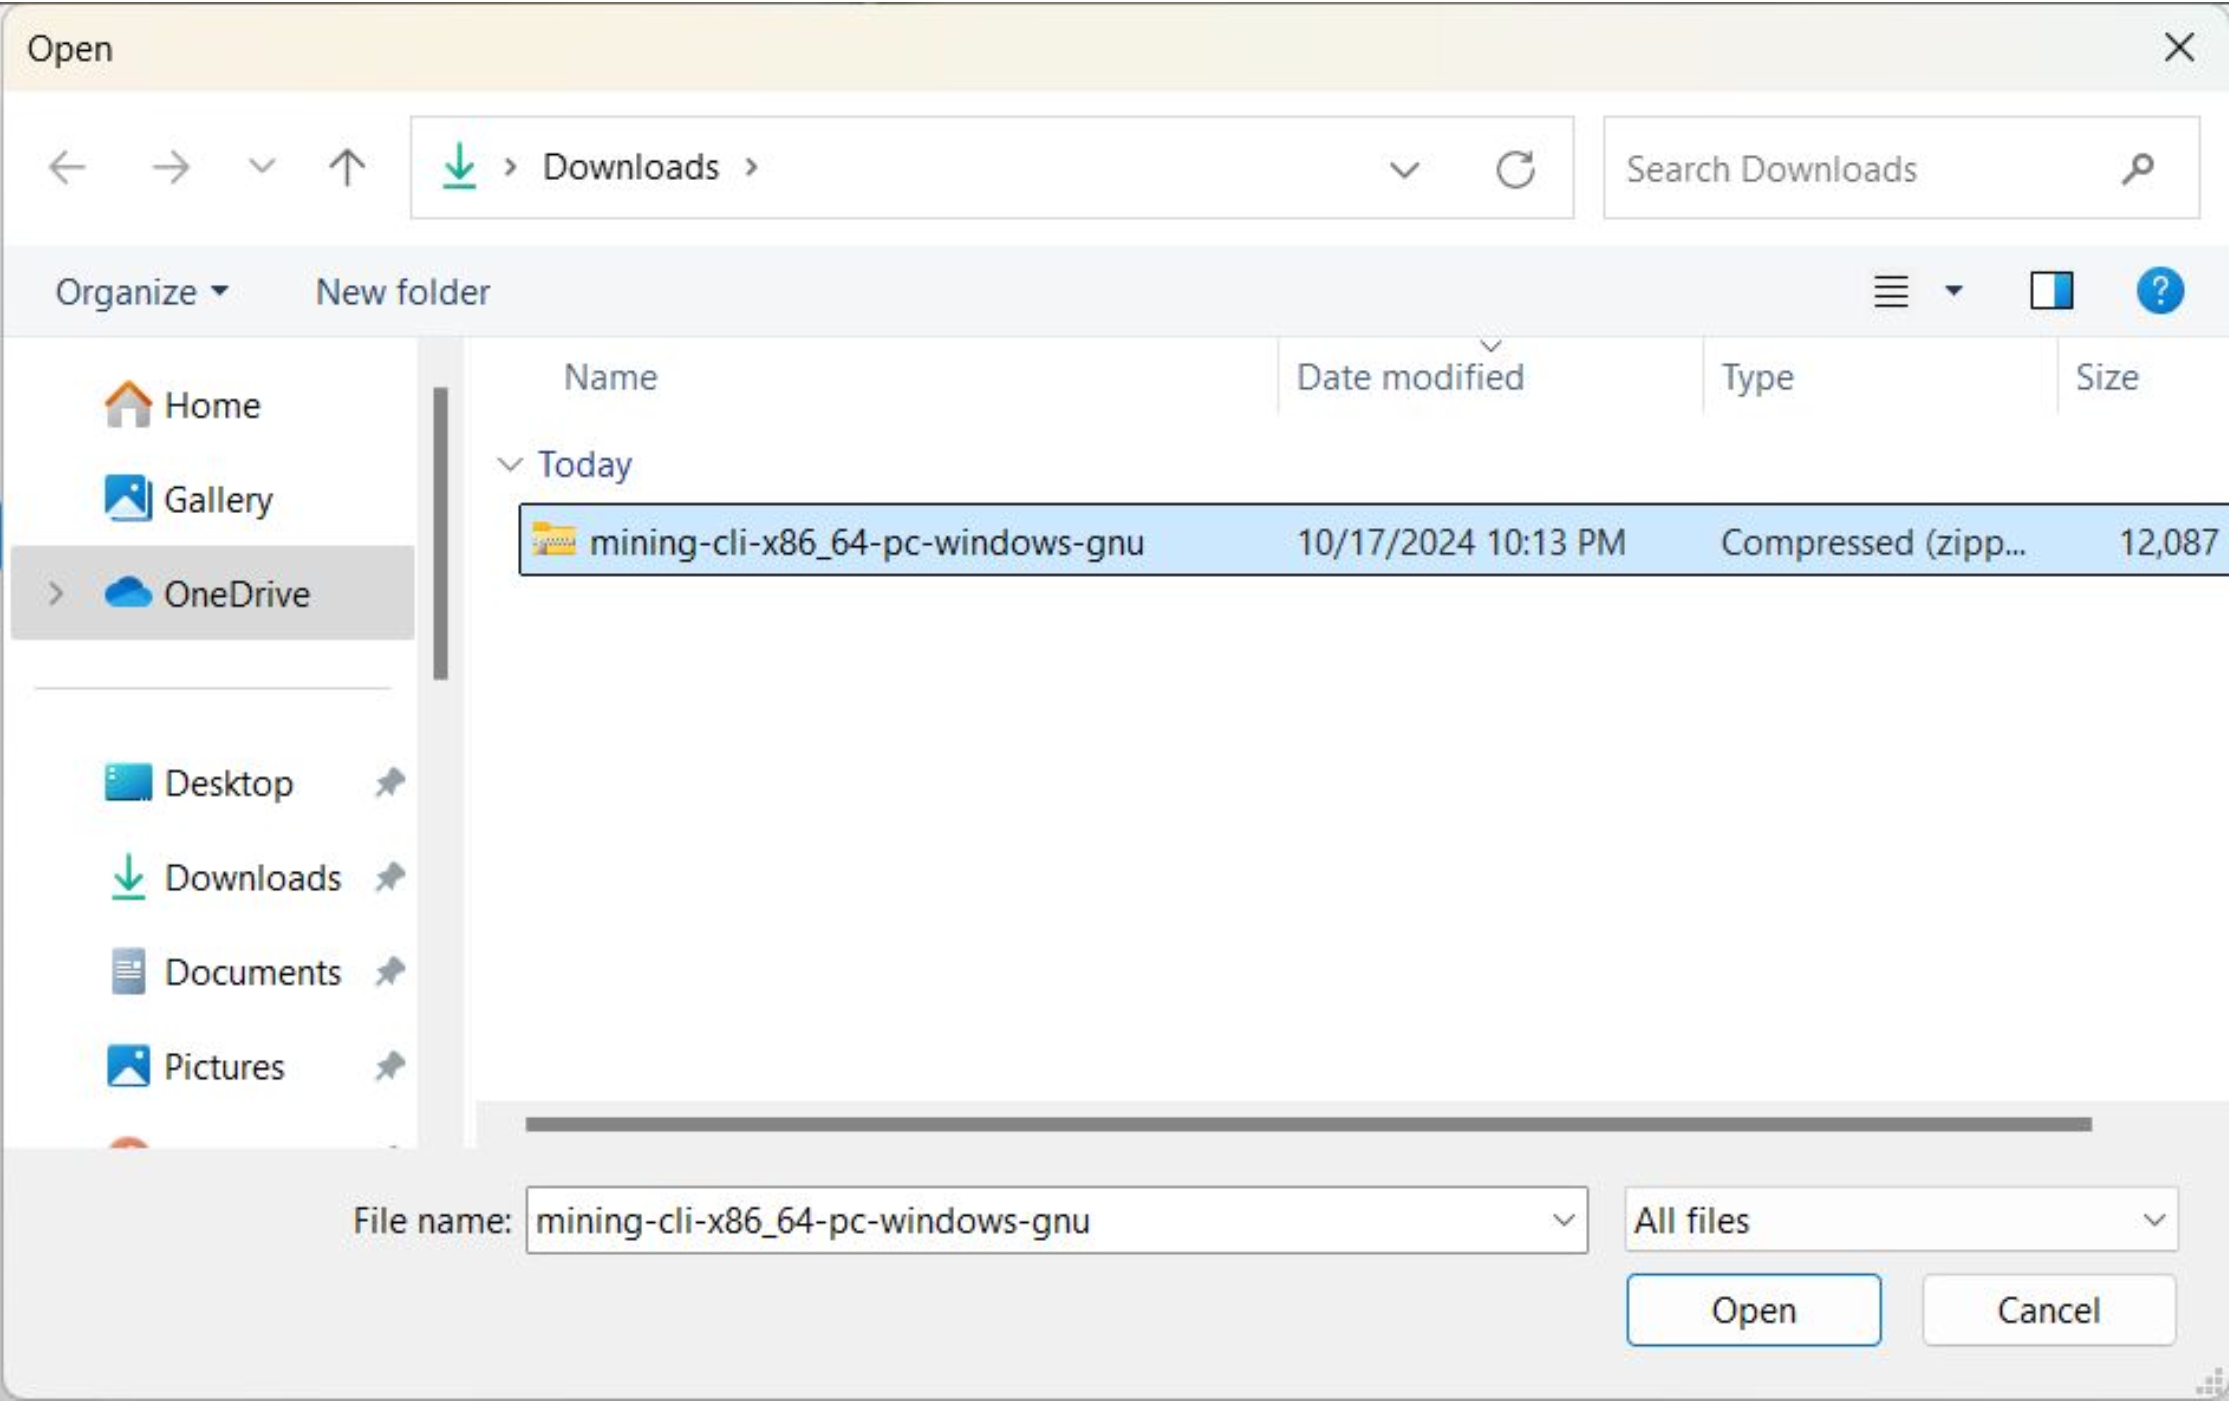 Open
Downloads
Search Downloads
Organize
New folder
?
Name
Date modified
Type
Size
Home
Gallery
OneDrive
Desktop
Downloads
Documents
Pictures
Today
mining-cli-x86_64-pc-windows-gnu 10/17/2024 10:13 PM Compressed (zipp... 12,087
File name: mining-cli-x86_64-pc-windows-gnu
All files
Open
Cancel